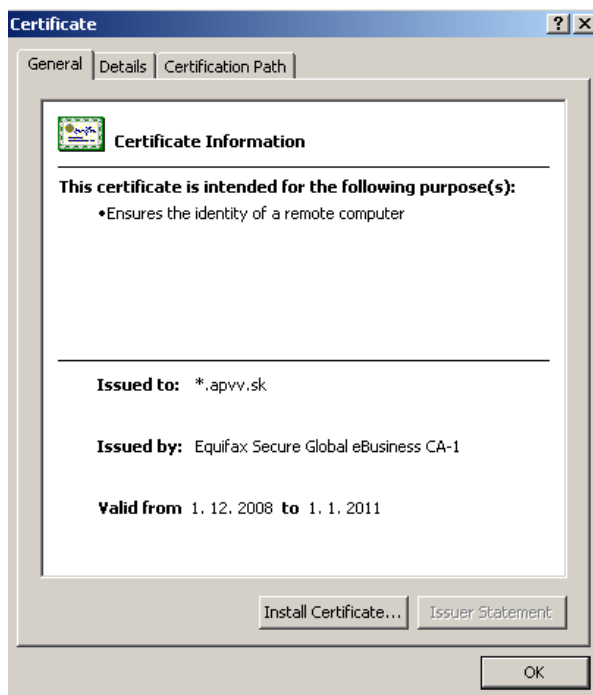 Certificate
General Details Certification Path
Certificate Information
This certificate is intended for the following purpose(s):
•Ensures the identity of a remote computer
Issued to: *.apvv.sk
Issued by: Equifax Secure Global eBusiness CA-1
Valid from 1. 12. 2008 to 1. 1. 2011
Install Certificate... Issuer Statement
OK